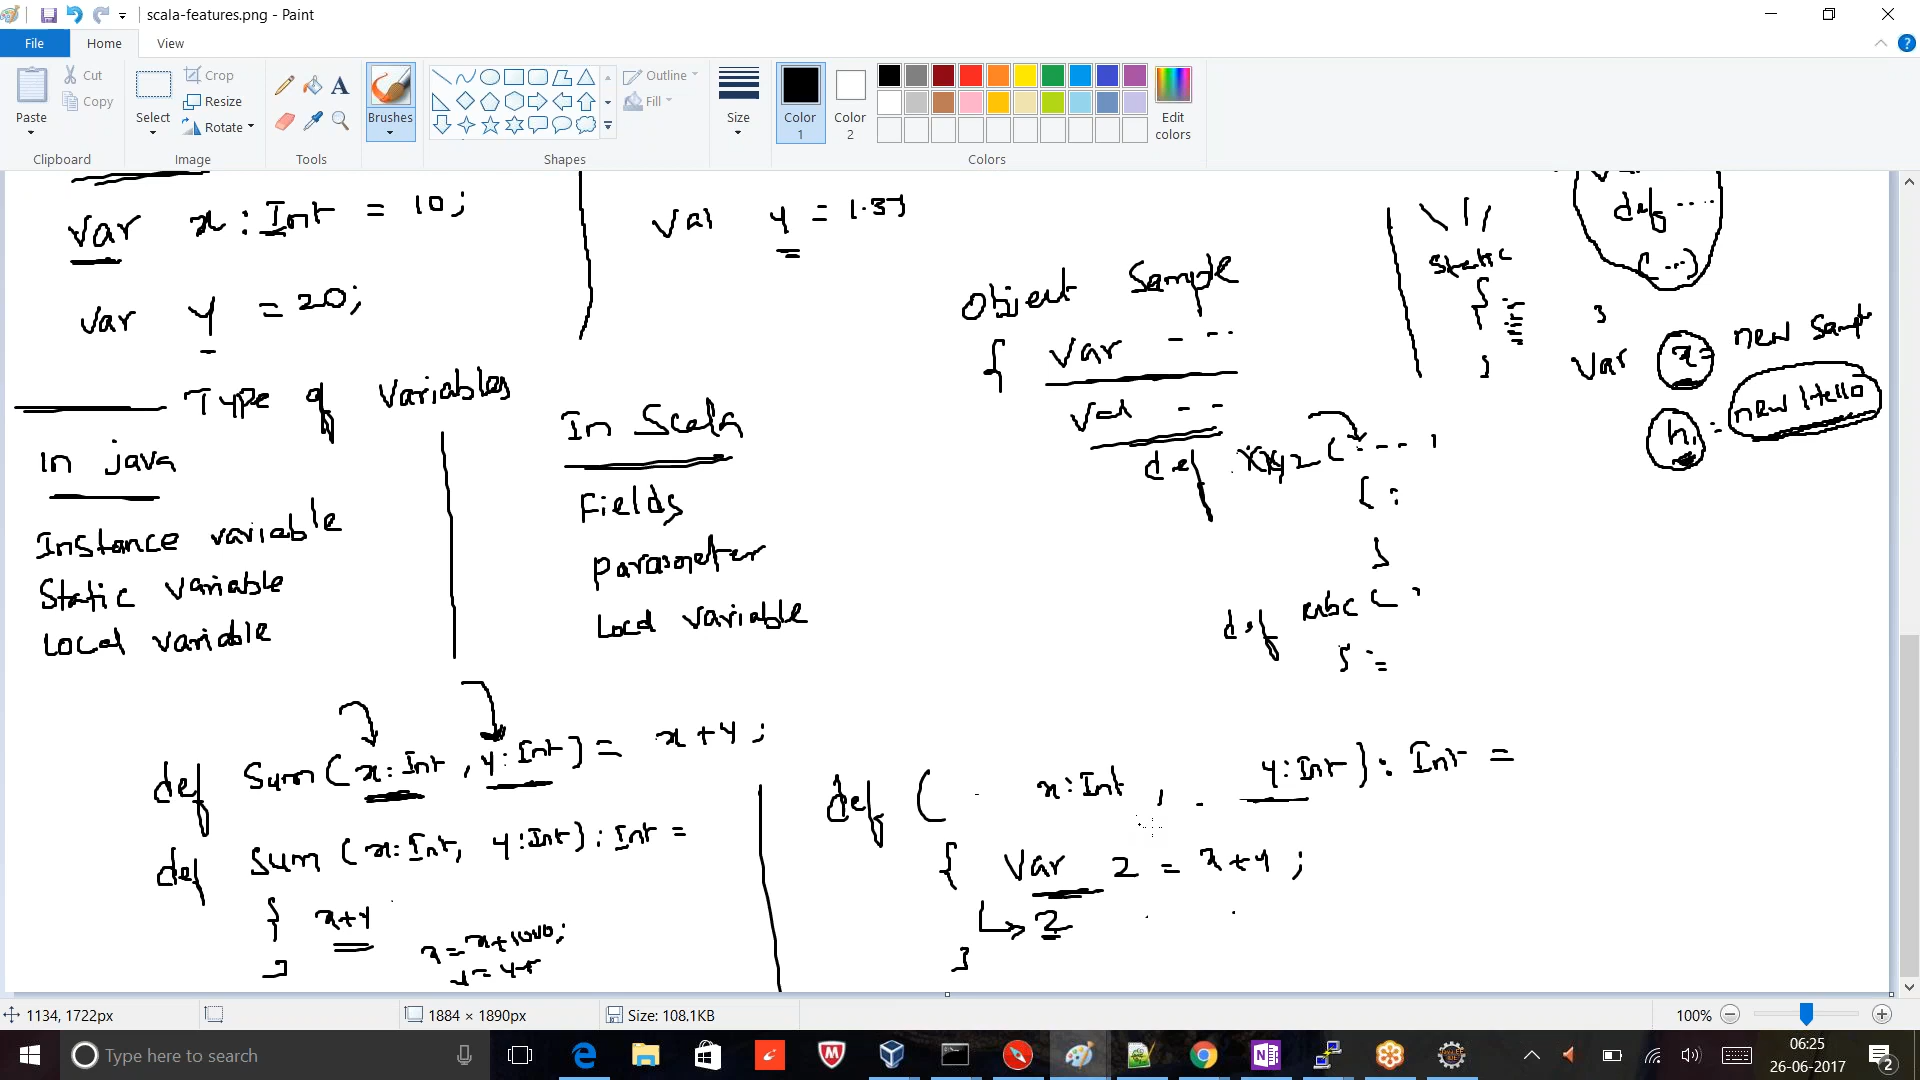 scala-features.png - Paint
File Home View
Paste
Cut
Copy
Clipboard
Select
Crop
Resize
Rotate
Image
Tools
Brushes
Shapes
Outline
Fill
Size
Color 1
Color 2
Edit colors
Colors
var x : Int = 10;
var y = 20;
val y = 1.37
Type of variables
In java
Instance variable
Static variable
Local variable
In Scala
Fields
parameter
Local variable
Object Sample
{ var - - -
val - -
def xyz ( - - -
{ :
}
def abc (
static
{
}
def ...
(...)
}
var x = new Sample
h1 = new Hello
def sum (x:Int , y:Int) = x+y ;
def sum (x:Int, y:Int) : Int =
{ x+y
}
x = x+1000;
def ( x:Int , y:Int) : Int =
{ var z = x+y ;
z
}
1134, 1722px
1884 × 1890px
Size: 108.1KB
100%
Type here to search
06:25
26-06-2017
2